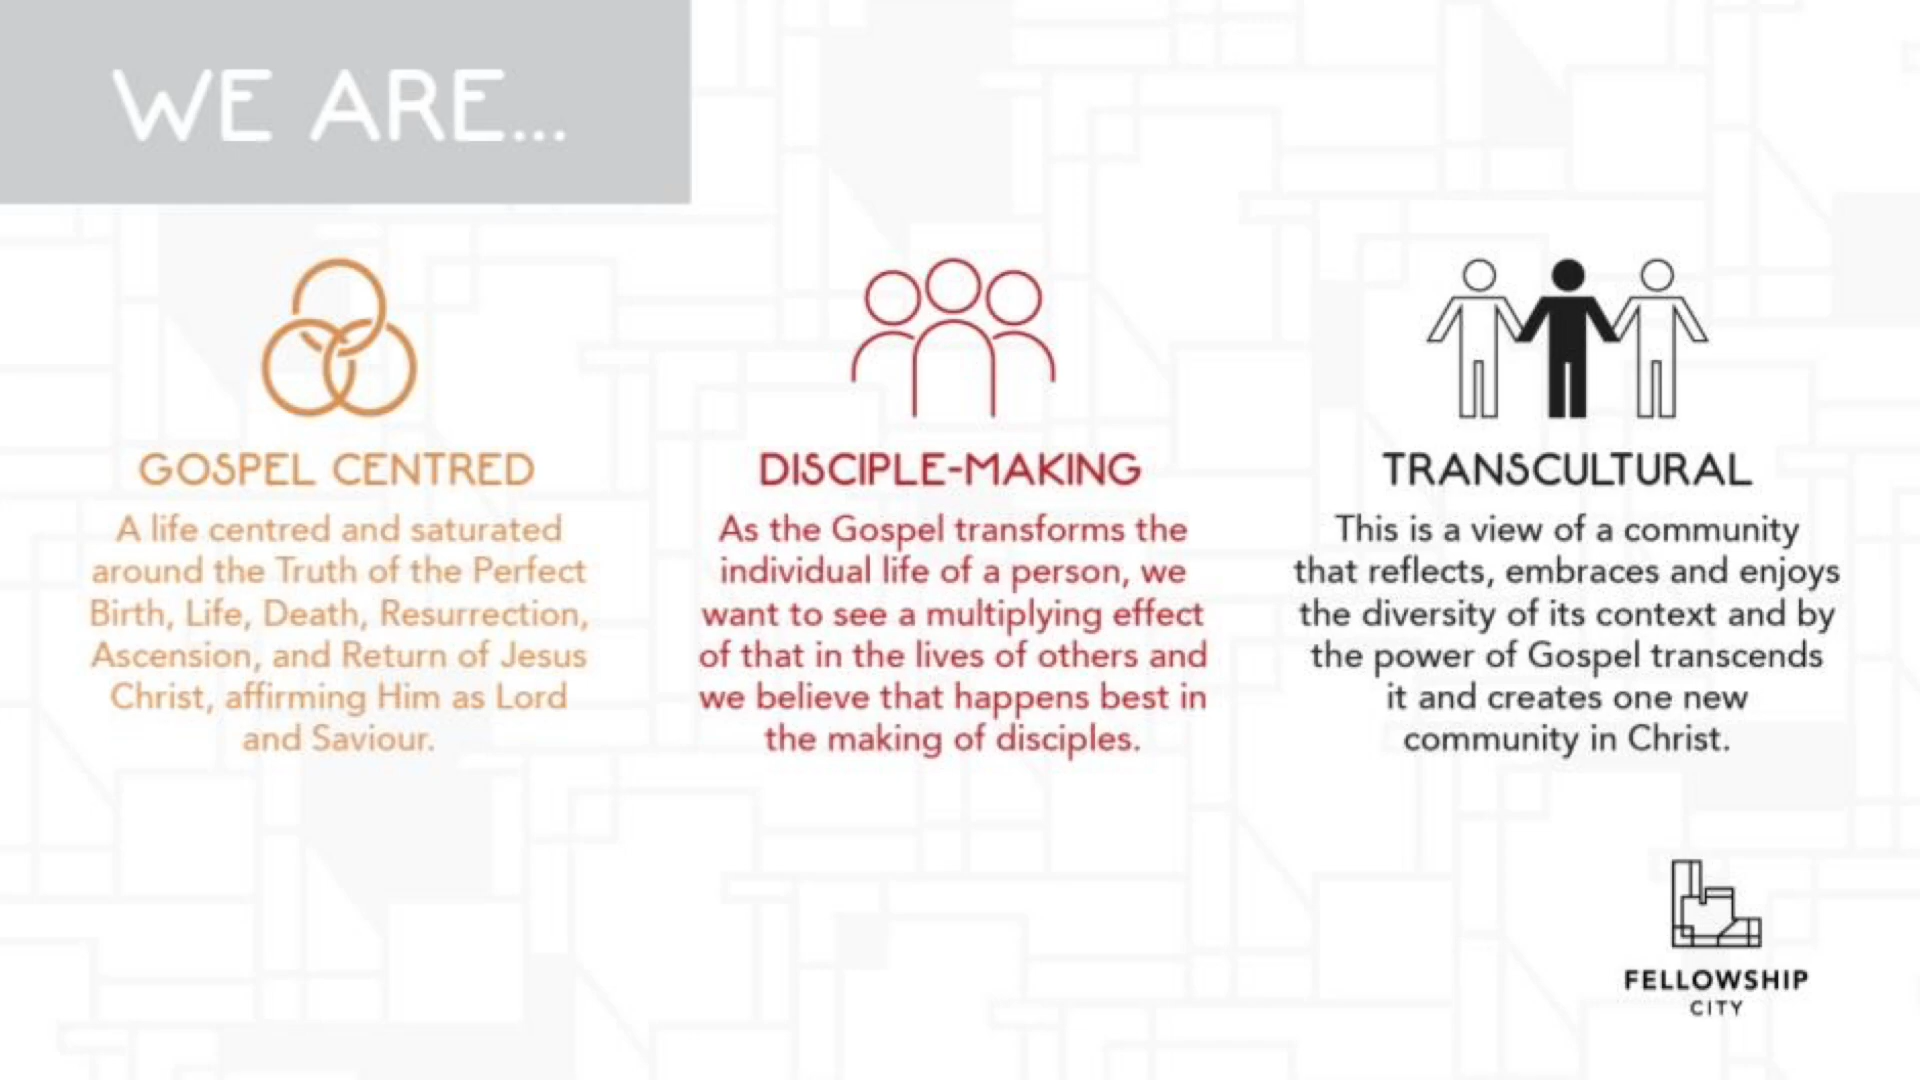 WE ARE...
GOSPEL CENTRED
A life centred and saturated
around the Truth of the Perfect
Birth, Life, Death, Resurrection,
Ascension, and Return of Jesus
Christ, affirming Him as Lord
and Saviour.
DISCIPLE-MAKING
As the Gospel transforms the
individual life of a person, we
want to see a multiplying effect
of that in the lives of others and
we believe that happens best in
the making of disciples.
TRANSCULTURAL
This is a view of a community
that reflects, embraces and enjoys
the diversity of its context and by
the power of Gospel transcends
it and creates one new
community in Christ.
FELLOWSHIP
CITY